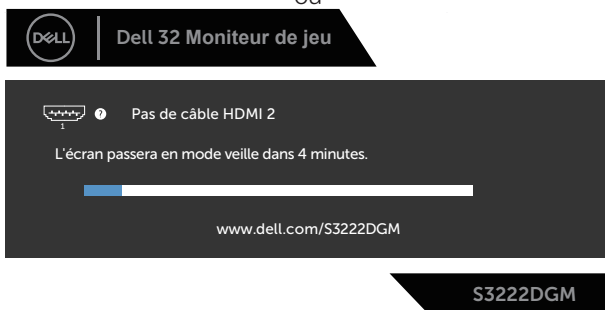 ou
DELL
Dell 32 Moniteur de jeu
1
?
Pas de câble HDMI 2
L'écran passera en mode veille dans 4 minutes.
www.dell.com/S3222DGM
S3222DGM